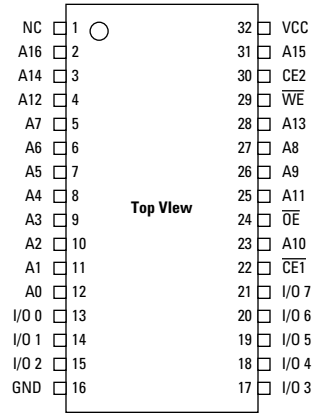 NC 1 32 VCC
A16 2 31 A15
A14 3 30 CE2
A12 4 29 W̅E̅
A7 5 28 A13
A6 6 27 A8
A5 7 26 A9
A4 8 25 A11
Top VIew
A3 9 24 O̅E̅
A2 10 23 A10
A1 11 22 C̅E̅1̅
A0 12 21 I/O 7
I/O 0 13 20 I/O 6
I/O 1 14 19 I/O 5
I/O 2 15 18 I/O 4
GND 16 17 I/O 3